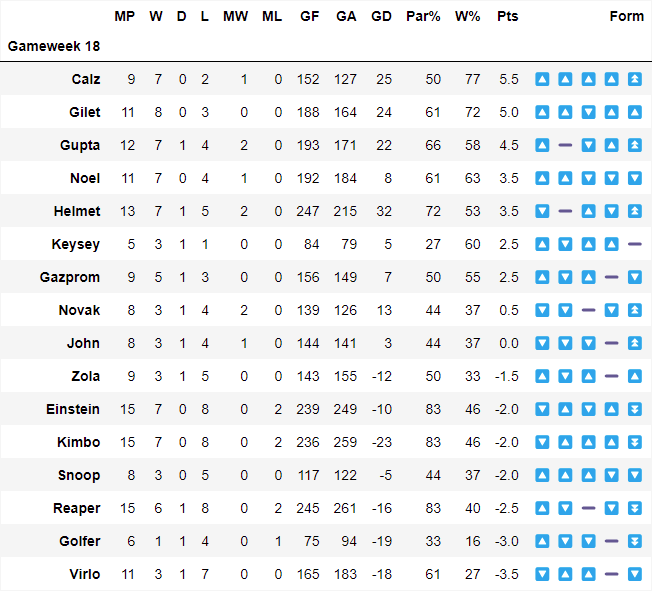 MP W D L MW ML GF GA GD Par% W% Pts Form
Gameweek 18
Calz 9 7 0 2 1 0 152 127 25 50 77 5.5
Gilet 11 8 0 3 0 0 188 164 24 61 72 5.0
Gupta 12 7 1 4 2 0 193 171 22 66 58 4.5
Noel 11 7 0 4 1 0 192 184 8 61 63 3.5
Helmet 13 7 1 5 2 0 247 215 32 72 53 3.5
Keysey 5 3 1 1 0 0 84 79 5 27 60 2.5
Gazprom 9 5 1 3 0 0 156 149 7 50 55 2.5
Novak 8 3 1 4 2 0 139 126 13 44 37 0.5
John 8 3 1 4 1 0 144 141 3 44 37 0.0
Zola 9 3 1 5 0 0 143 155 -12 50 33 -1.5
Einstein 15 7 0 8 0 2 239 249 -10 83 46 -2.0
Kimbo 15 7 0 8 0 2 236 259 -23 83 46 -2.0
Snoop 8 3 0 5 0 0 117 122 -5 44 37 -2.0
Reaper 15 6 1 8 0 2 245 261 -16 83 40 -2.5
Golfer 6 1 1 4 0 1 75 94 -19 33 16 -3.0
Virlo 11 3 1 7 0 0 165 183 -18 61 27 -3.5